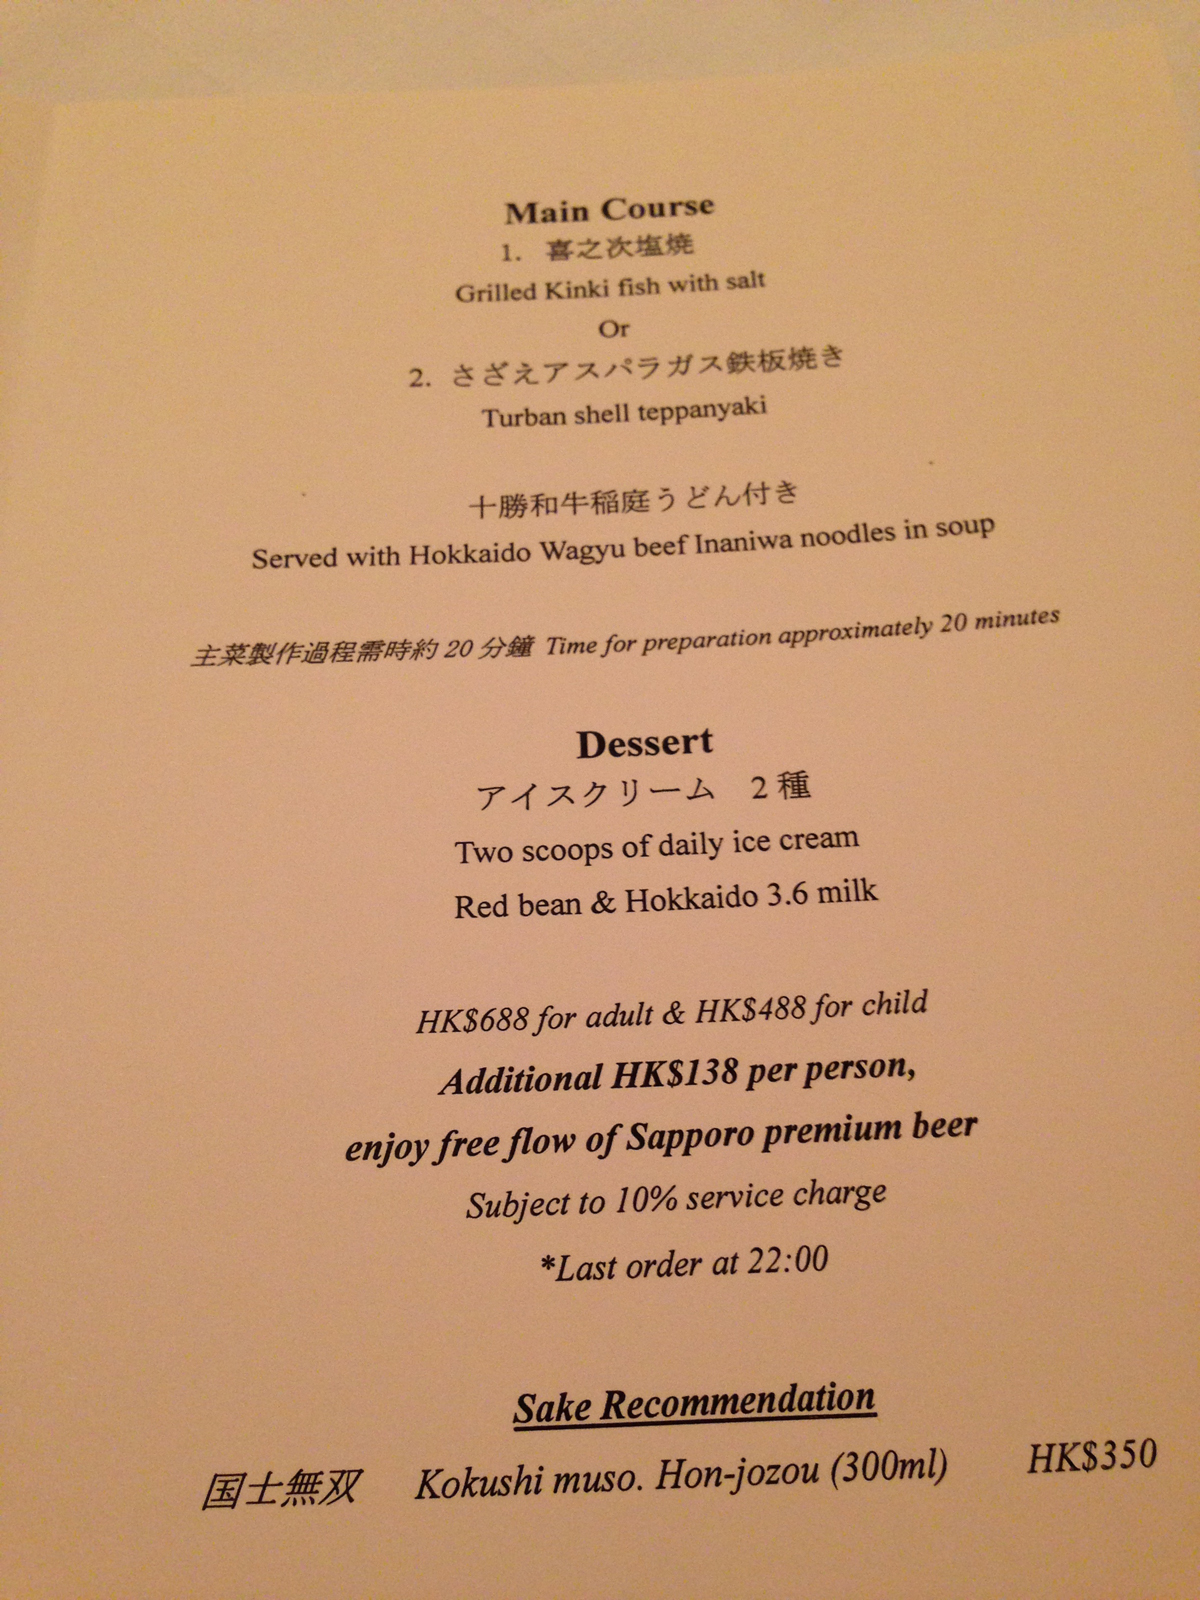 Main Course
1. 喜之次塩焼
Grilled Kinki fish with salt
Or
2. さざえアスパラガス鉄板焼き
Turban shell teppanyaki
十勝和牛稲庭うどん付き
Served with Hokkaido Wagyu beef Inaniwa noodles in soup
主菜製作過程需時約 20 分鐘 Time for preparation approximately 20 minutes
Dessert
アイスクリーム 2 種
Two scoops of daily ice cream
Red bean & Hokkaido 3.6 milk
HK$688 for adult & HK$488 for child
Additional HK$138 per person,
enjoy free flow of Sapporo premium beer
Subject to 10% service charge
*Last order at 22:00
Sake Recommendation
国士無双 Kokushi muso. Hon-jozou (300ml) HK$350